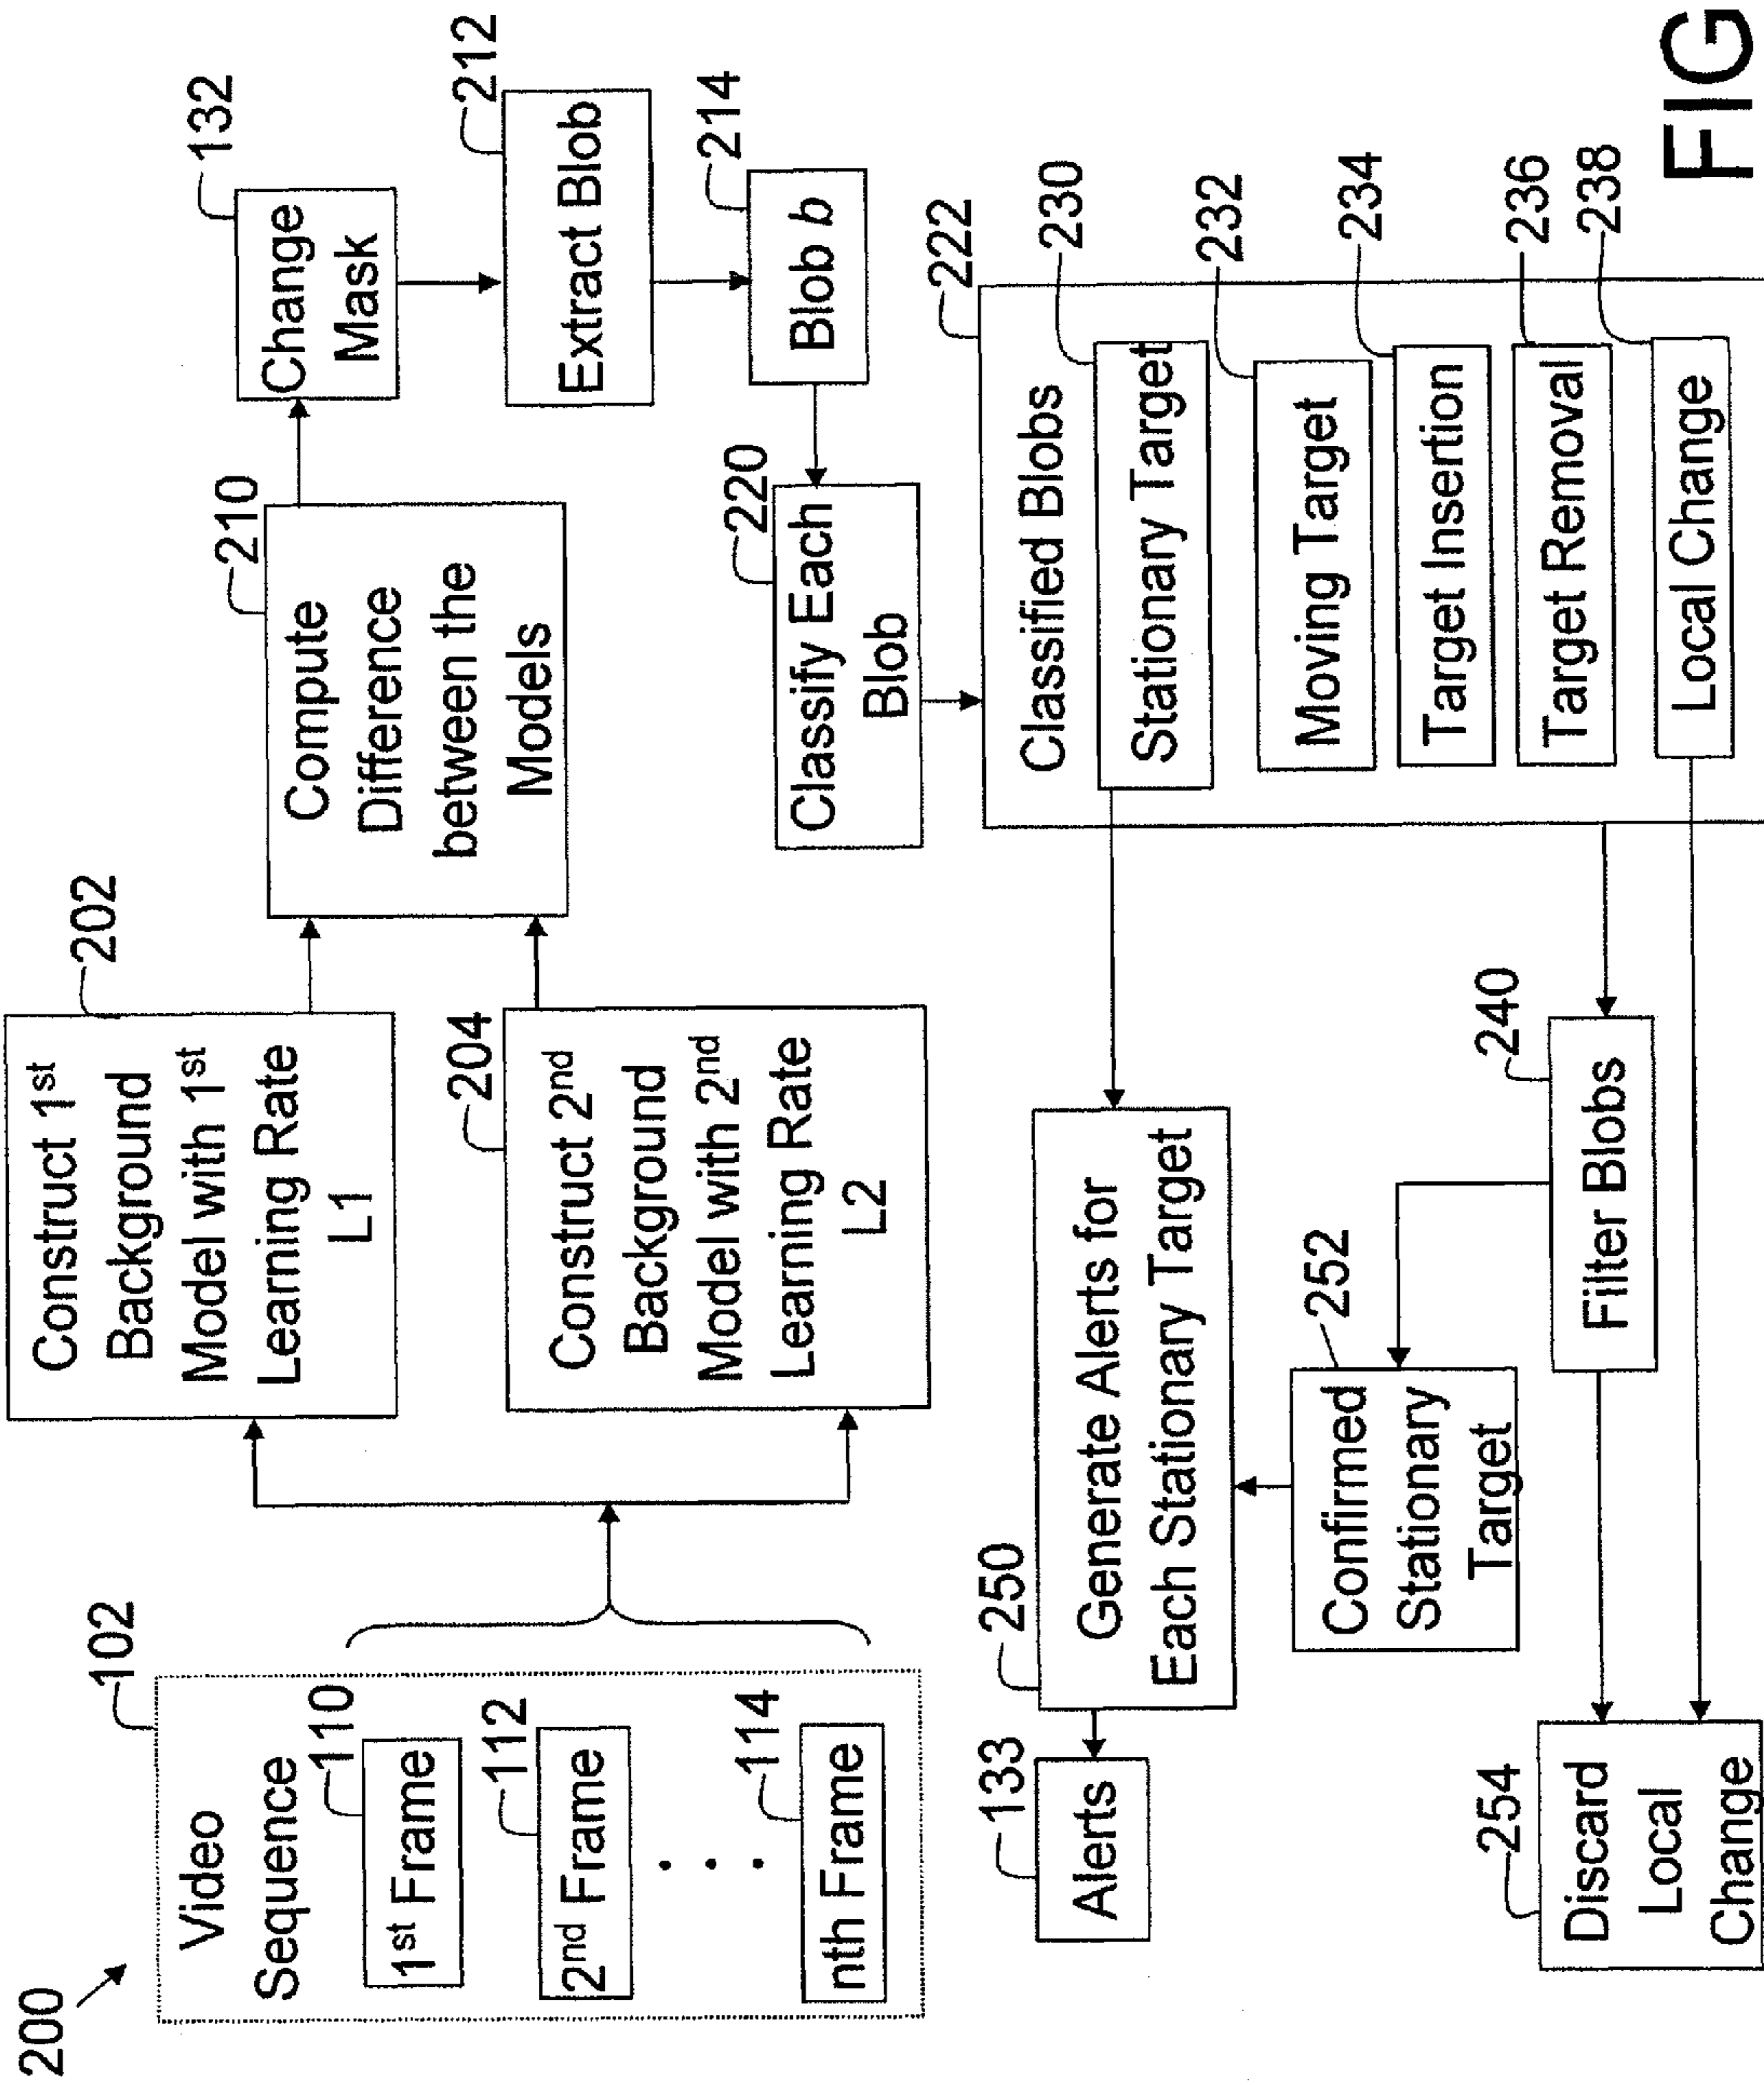 200
102
Video
Sequence
110
1st Frame
112
2nd Frame
. . .
114
nth Frame
202
Construct 1st
Background
Model with 1st
Learning Rate
L1
204
Construct 2nd
Background
Model with 2nd
Learning Rate
L2
210
Compute
Difference
between the
Models
132
Change
Mask
212
Extract Blob
214
Blob b
220
Classify Each
Blob
222
Classified Blobs
230
Stationary Target
232
Moving Target
234
Target Insertion
236
Target Removal
238
Local Change
250
Generate Alerts for
Each Stationary Target
133
Alerts
252
Confirmed
Stationary
Target
240
Filter Blobs
254
Discard
Local
Change
FIG